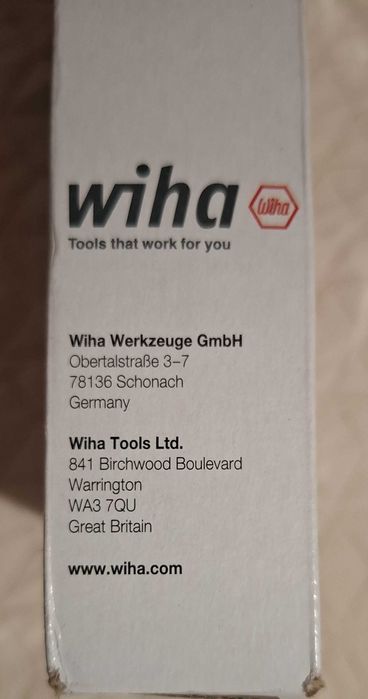 wiha
Wiha
Tools that work for you
Wiha Werkzeuge GmbH
Obertalstraße 3–7
78136 Schonach
Germany
Wiha Tools Ltd.
841 Birchwood Boulevard
Warrington
WA3 7QU
Great Britain
www.wiha.com